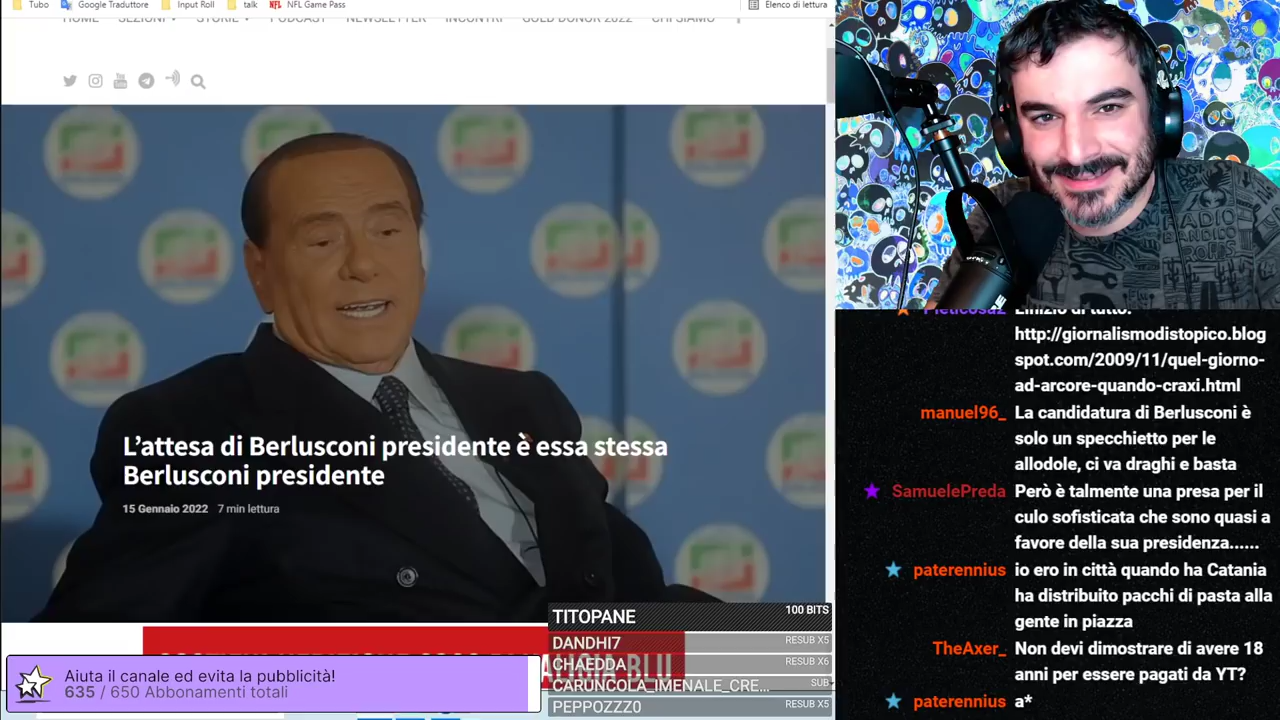 Tubo Google Traduttore Input Roll talk NFL Game Pass Elenco di lettura
HOME SEZIONI STORIE PODCAST NEWSLETTER INCONTRI GOLD DONOR 2022 CHI SIAMO
L'attesa di Berlusconi presidente è essa stessa
Berlusconi presidente
15 Gennaio 2022 7 min lettura
TITOPANE 100 BITS
DANDHI7 RESUB X5
CHAEDDA RESUB X6
CARUNCOLA_IMENALE_CRE... SUB
PEPPOZZZ0 RESUB X5
Aiuta il canale ed evita la pubblicità!
635 / 650 Abbonamenti totali
L'inizio di tutto:
http://giornalismodistopico.blog
spot.com/2009/11/quel-giorno-
ad-arcore-quando-craxi.html
manuel96_ La candidatura di Berlusconi è
solo un specchietto per le
allodole, ci va draghi e basta
SamuelePreda Però è talmente una presa per il
culo sofisticata che sono quasi a
favore della sua presidenza......
paterennius io ero in città quando ha Catania
ha distribuito pacchi di pasta alla
gente in piazza
TheAxer_ Non devi dimostrare di avere 18
anni per essere pagati da YT?
paterennius a*